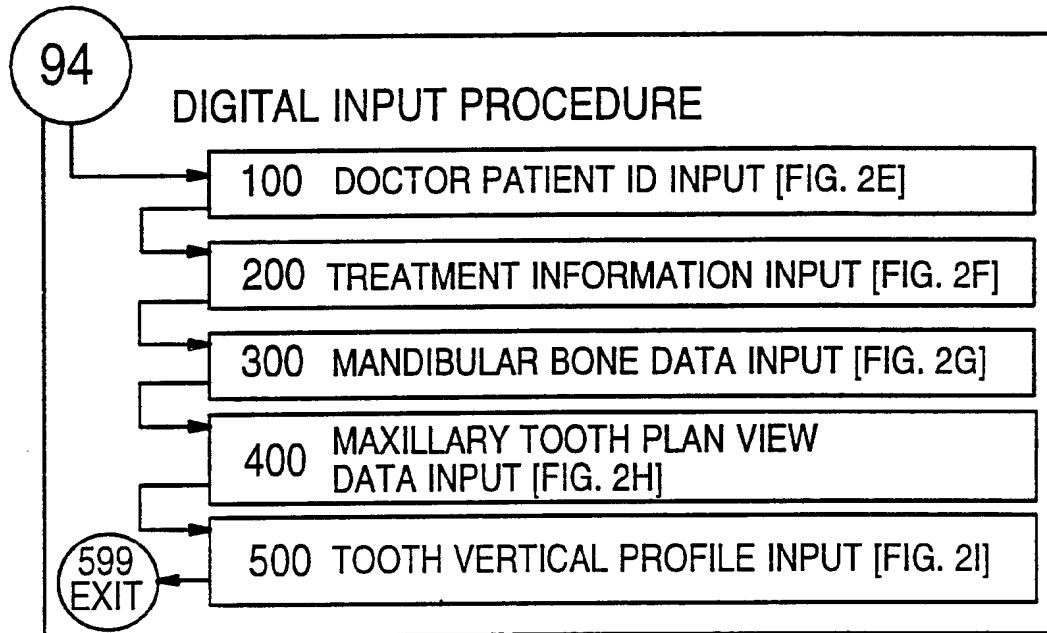 94
DIGITAL INPUT PROCEDURE
100 DOCTOR PATIENT ID INPUT [FIG. 2E]
200 TREATMENT INFORMATION INPUT [FIG. 2F]
300 MANDIBULAR BONE DATA INPUT [FIG. 2G]
400 MAXILLARY TOOTH PLAN VIEW
DATA INPUT [FIG. 2H]
500 TOOTH VERTICAL PROFILE INPUT [FIG. 2I]
599
EXIT